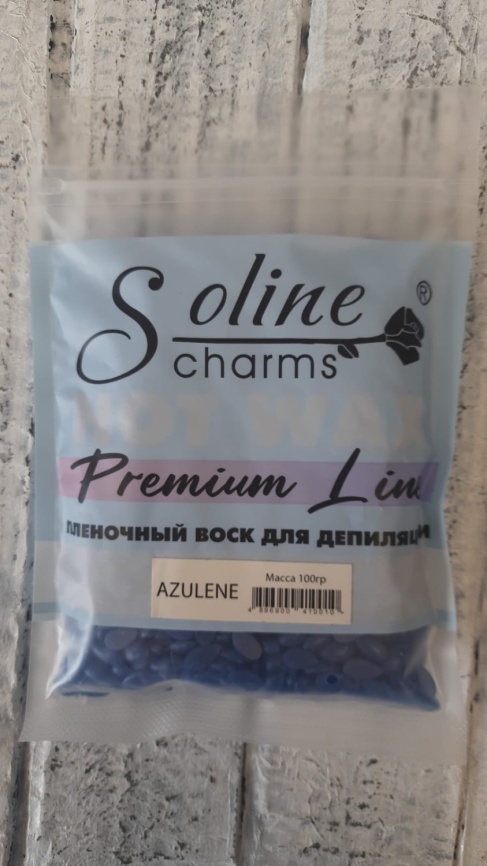 Soline ®
charms
HOT WAX
Premium Line
ПЛЕНОЧНЫЙ ВОСК ДЛЯ ДЕПИЛЯЦИИ
AZULENE
Масса 100гр